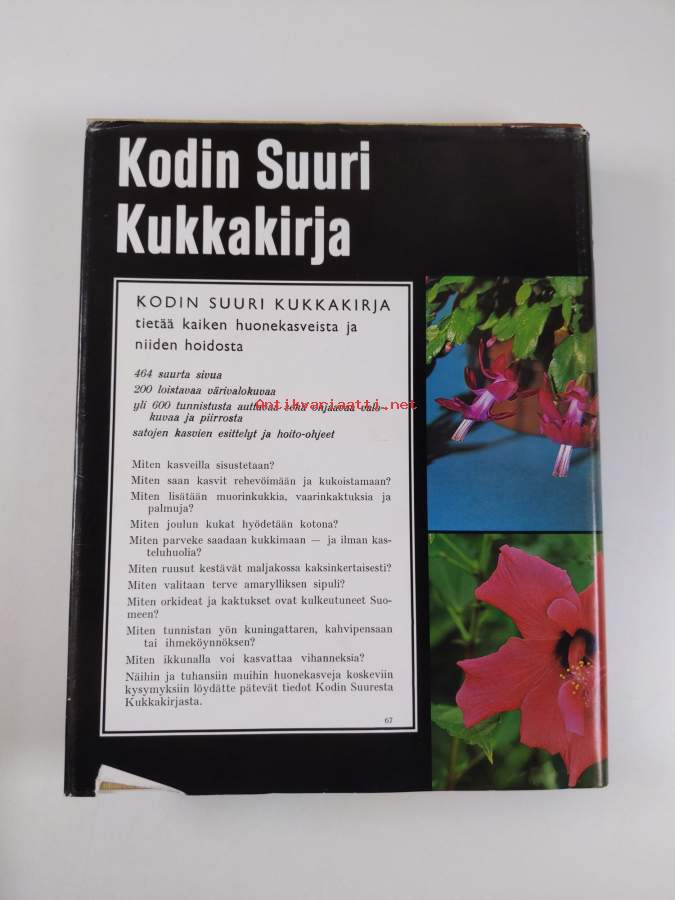 Kodin Suuri
Kukkakirja
KODIN SUURI KUKKAKIRJA
tietää kaiken huonekasveista ja
niiden hoidosta
464 suurta sivua
200 loistavaa värivalokuvaa
Antikvariaatti.net
yli 600 tunnistusta auttavaa sekä ohjaavaa valo-
kuvaa ja piirrosta
satojen kasvien esittelyt ja hoito-ohjeet
Miten kasveilla sisustetaan?
Miten saan kasvit rehevöimään ja kukoistamaan?
Miten lisätään muorinkukkia, vaarinkaktuksia ja
palmuja?
Miten joulun kukat hyödetään kotona?
Miten parveke saadaan kukkimaan — ja ilman kas-
teluhuolia?
Miten ruusut kestävät maljakossa kaksinkertaisesti?
Miten valitaan terve amarylliksen sipuli?
Miten orkideat ja kaktukset ovat kulkeutuneet Suo-
meen?
Miten tunnistan yön kuningattaren, kahvipensaan
tai ihmeköynnöksen?
Miten ikkunalla voi kasvattaa vihanneksia?
Näihin ja tuhansiin muihin huonekasveja koskeviin
kysymyksiin löydätte pätevät tiedot Kodin Suuresta
Kukkakirjasta.
67